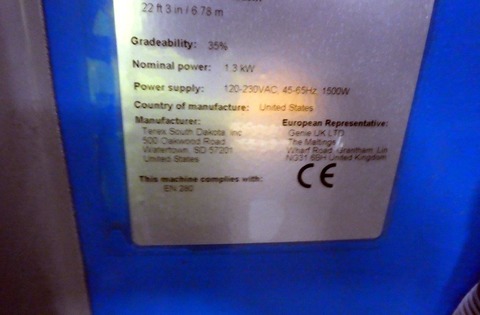 22 ft 3 in / 6.78 m
Gradeability: 35%
Nominal power: 1.3 kW
Power supply: 120-230VAC, 45-65Hz, 1500W
Country of manufacture: United States
Manufacturer: European Representative:
Terex South Dakota, Inc Genie UK LTD
500 Oakwood Road The Maltings
Watertown, SD 57201 Wharf Road, Grantham, Lin
United States NG31 6BH United Kingdom
This machine complies with: CE
EN 280